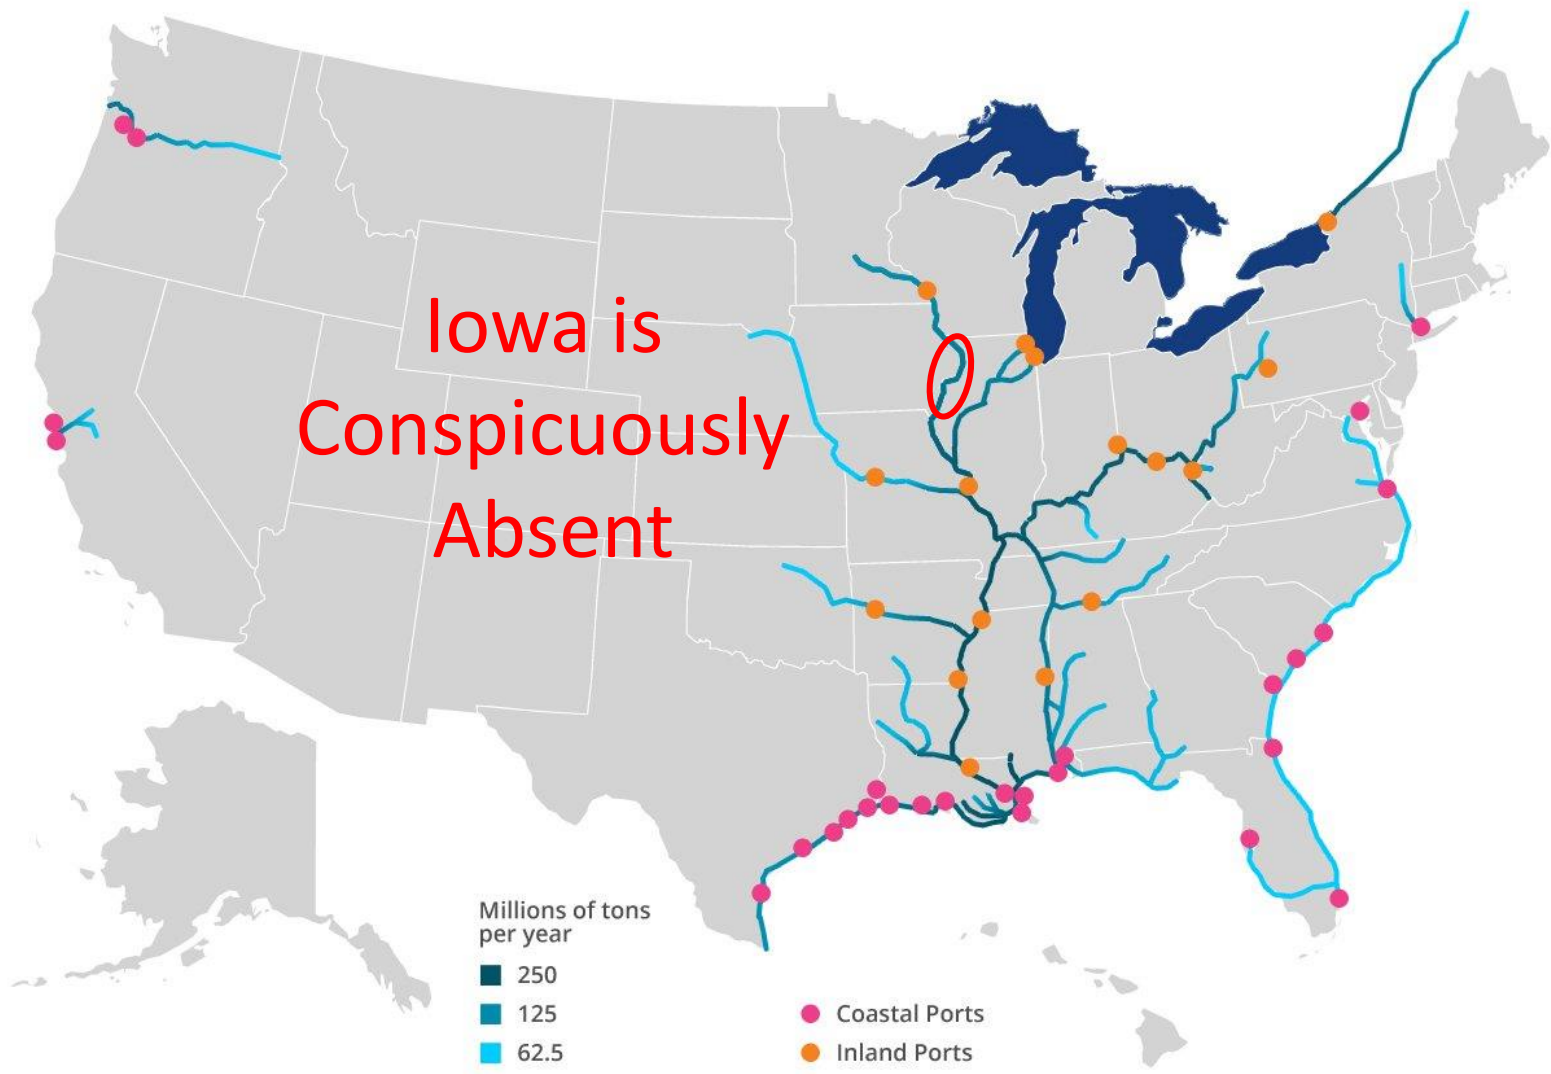 Iowa is
Conspicuously
Absent
Millions of tons
per year
250
125
62.5
Coastal Ports
Inland Ports